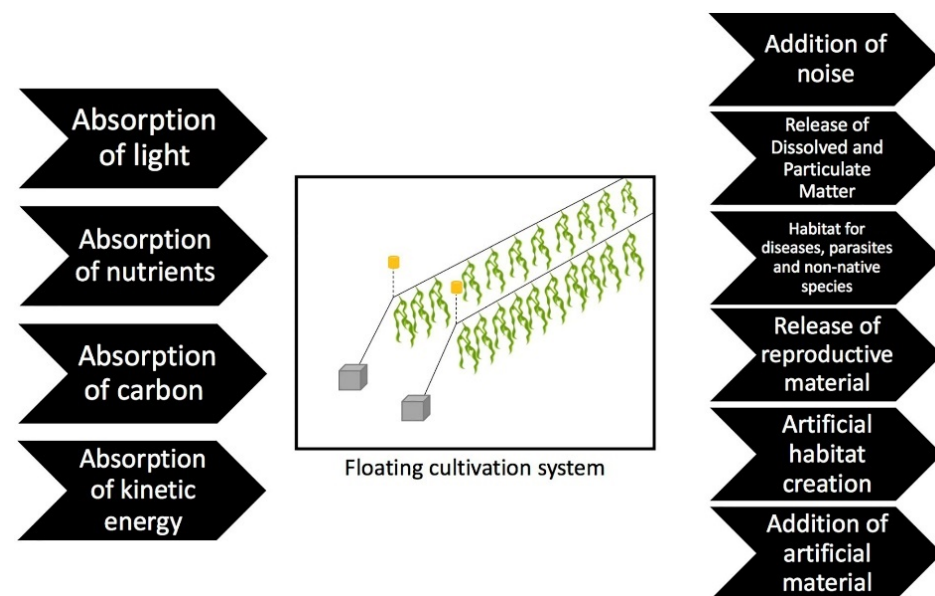 Absorption
of light
Absorption
of nutrients
Absorption
of carbon
Absorption
of kinetic
energy
Floating cultivation system
Addition of
noise
Release of
Dissolved and
Particulate
Matter
Habitat for
diseases, parasites
and non-native
species
Release of
reproductive
material
Artificial
habitat
creation
Addition of
artificial
material